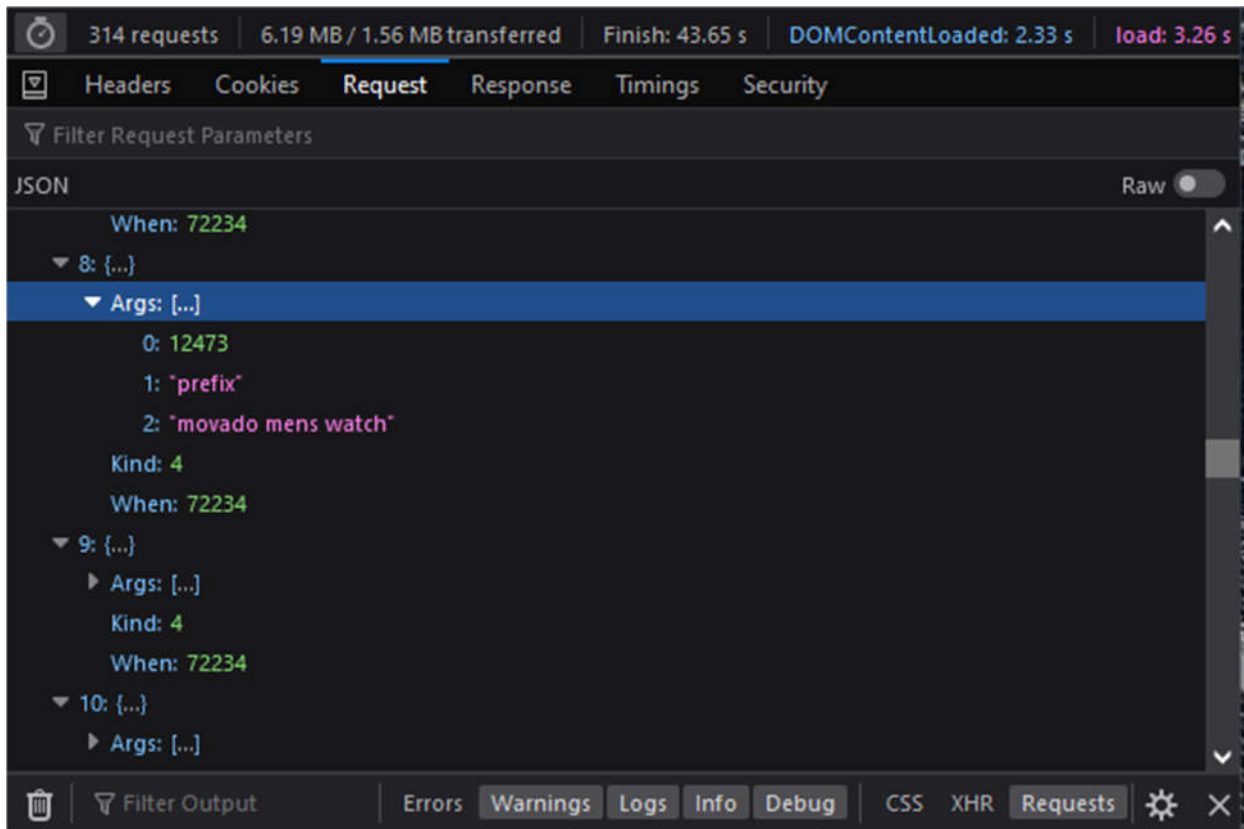 314 requests 6.19 MB / 1.56 MB transferred Finish: 43.65 s DOMContentLoaded: 2.33 s load: 3.26 s
Headers Cookies Request Response Timings Security
Filter Request Parameters
JSON Raw
When: 72234
8: {...}
Args: [...]
0: 12473
1: "prefix"
2: "movado mens watch"
Kind: 4
When: 72234
9: {...}
Args: [...]
Kind: 4
When: 72234
10: {...}
Args: [...]
Filter Output Errors Warnings Logs Info Debug CSS XHR Requests